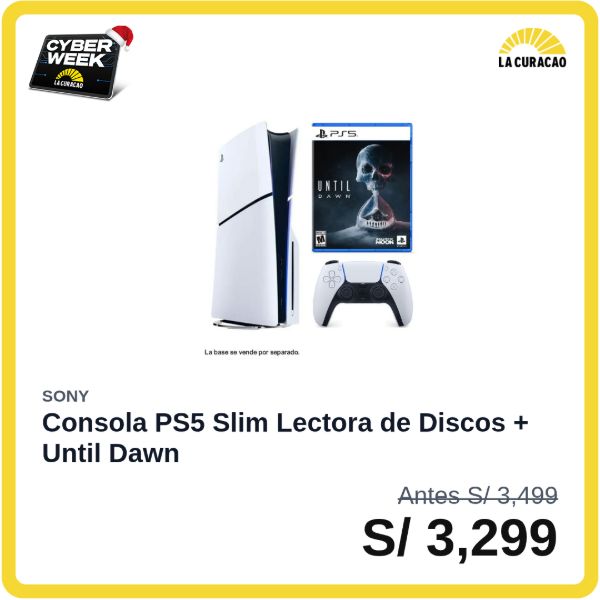 CYBER
WEEK
LA CURACAO
LA CURACAO
PS5
UNTIL
DAWN
M
La base se vende por separado.
SONY
Consola PS5 Slim Lectora de Discos +
Until Dawn
Antes S/ 3,499
S/ 3,299